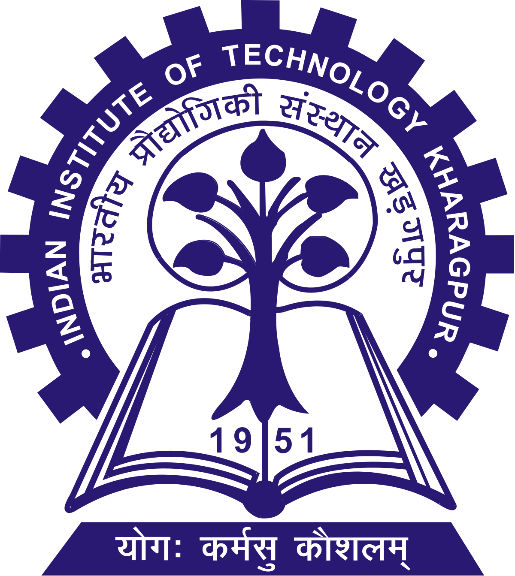 • INDIAN INSTITUTE OF TECHNOLOGY KHARAGPUR •
भारतीय प्रौद्योगिकी संस्थान खड़गपुर
1951
योगः कर्मसु कौशलम्